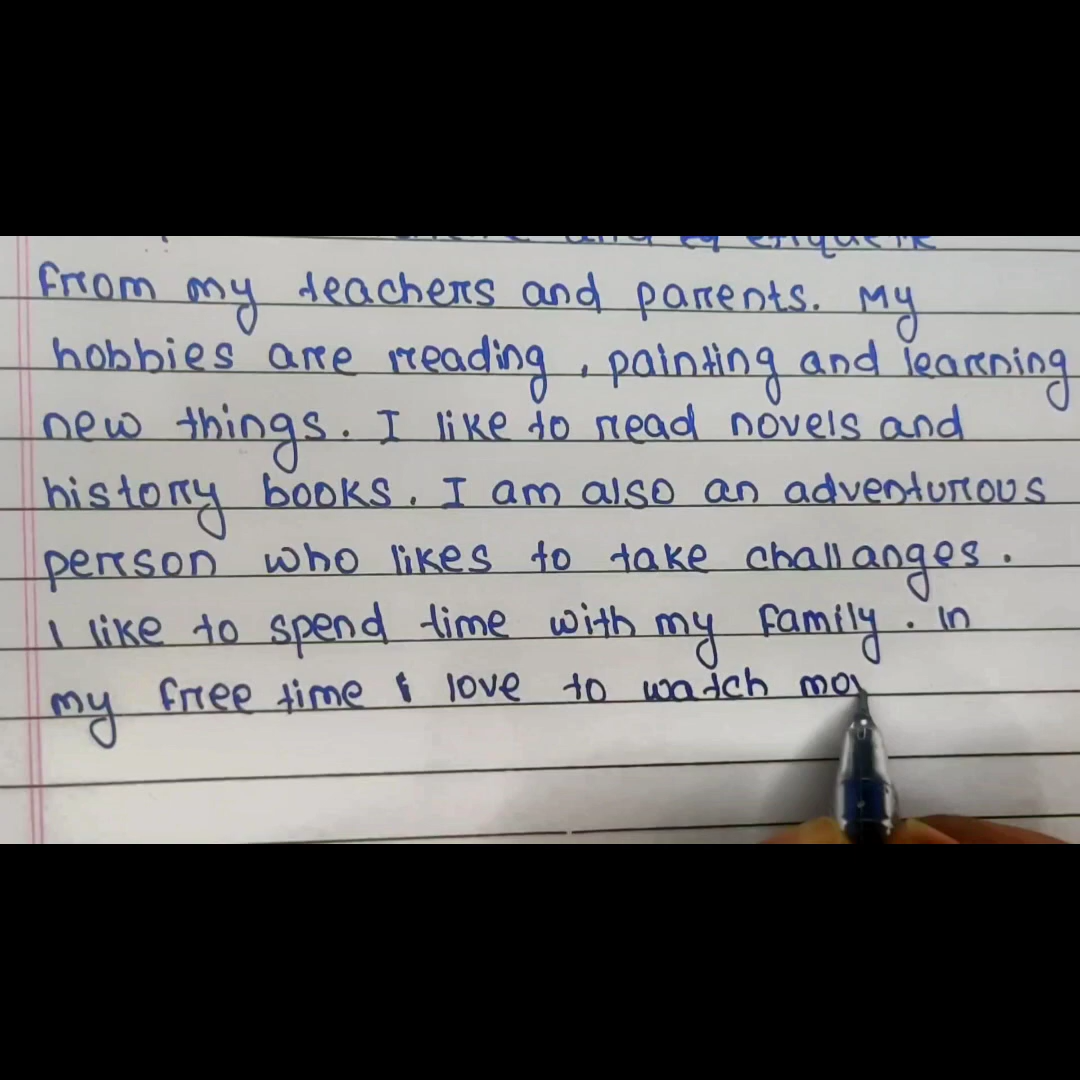 from my teachers and parents. My
hobbies are reading, painting and learning
new things. I like to read novels and
history books. I am also an adventurous
person who likes to take challanges.
I like to spend time with my family. In
my free time I love to watch